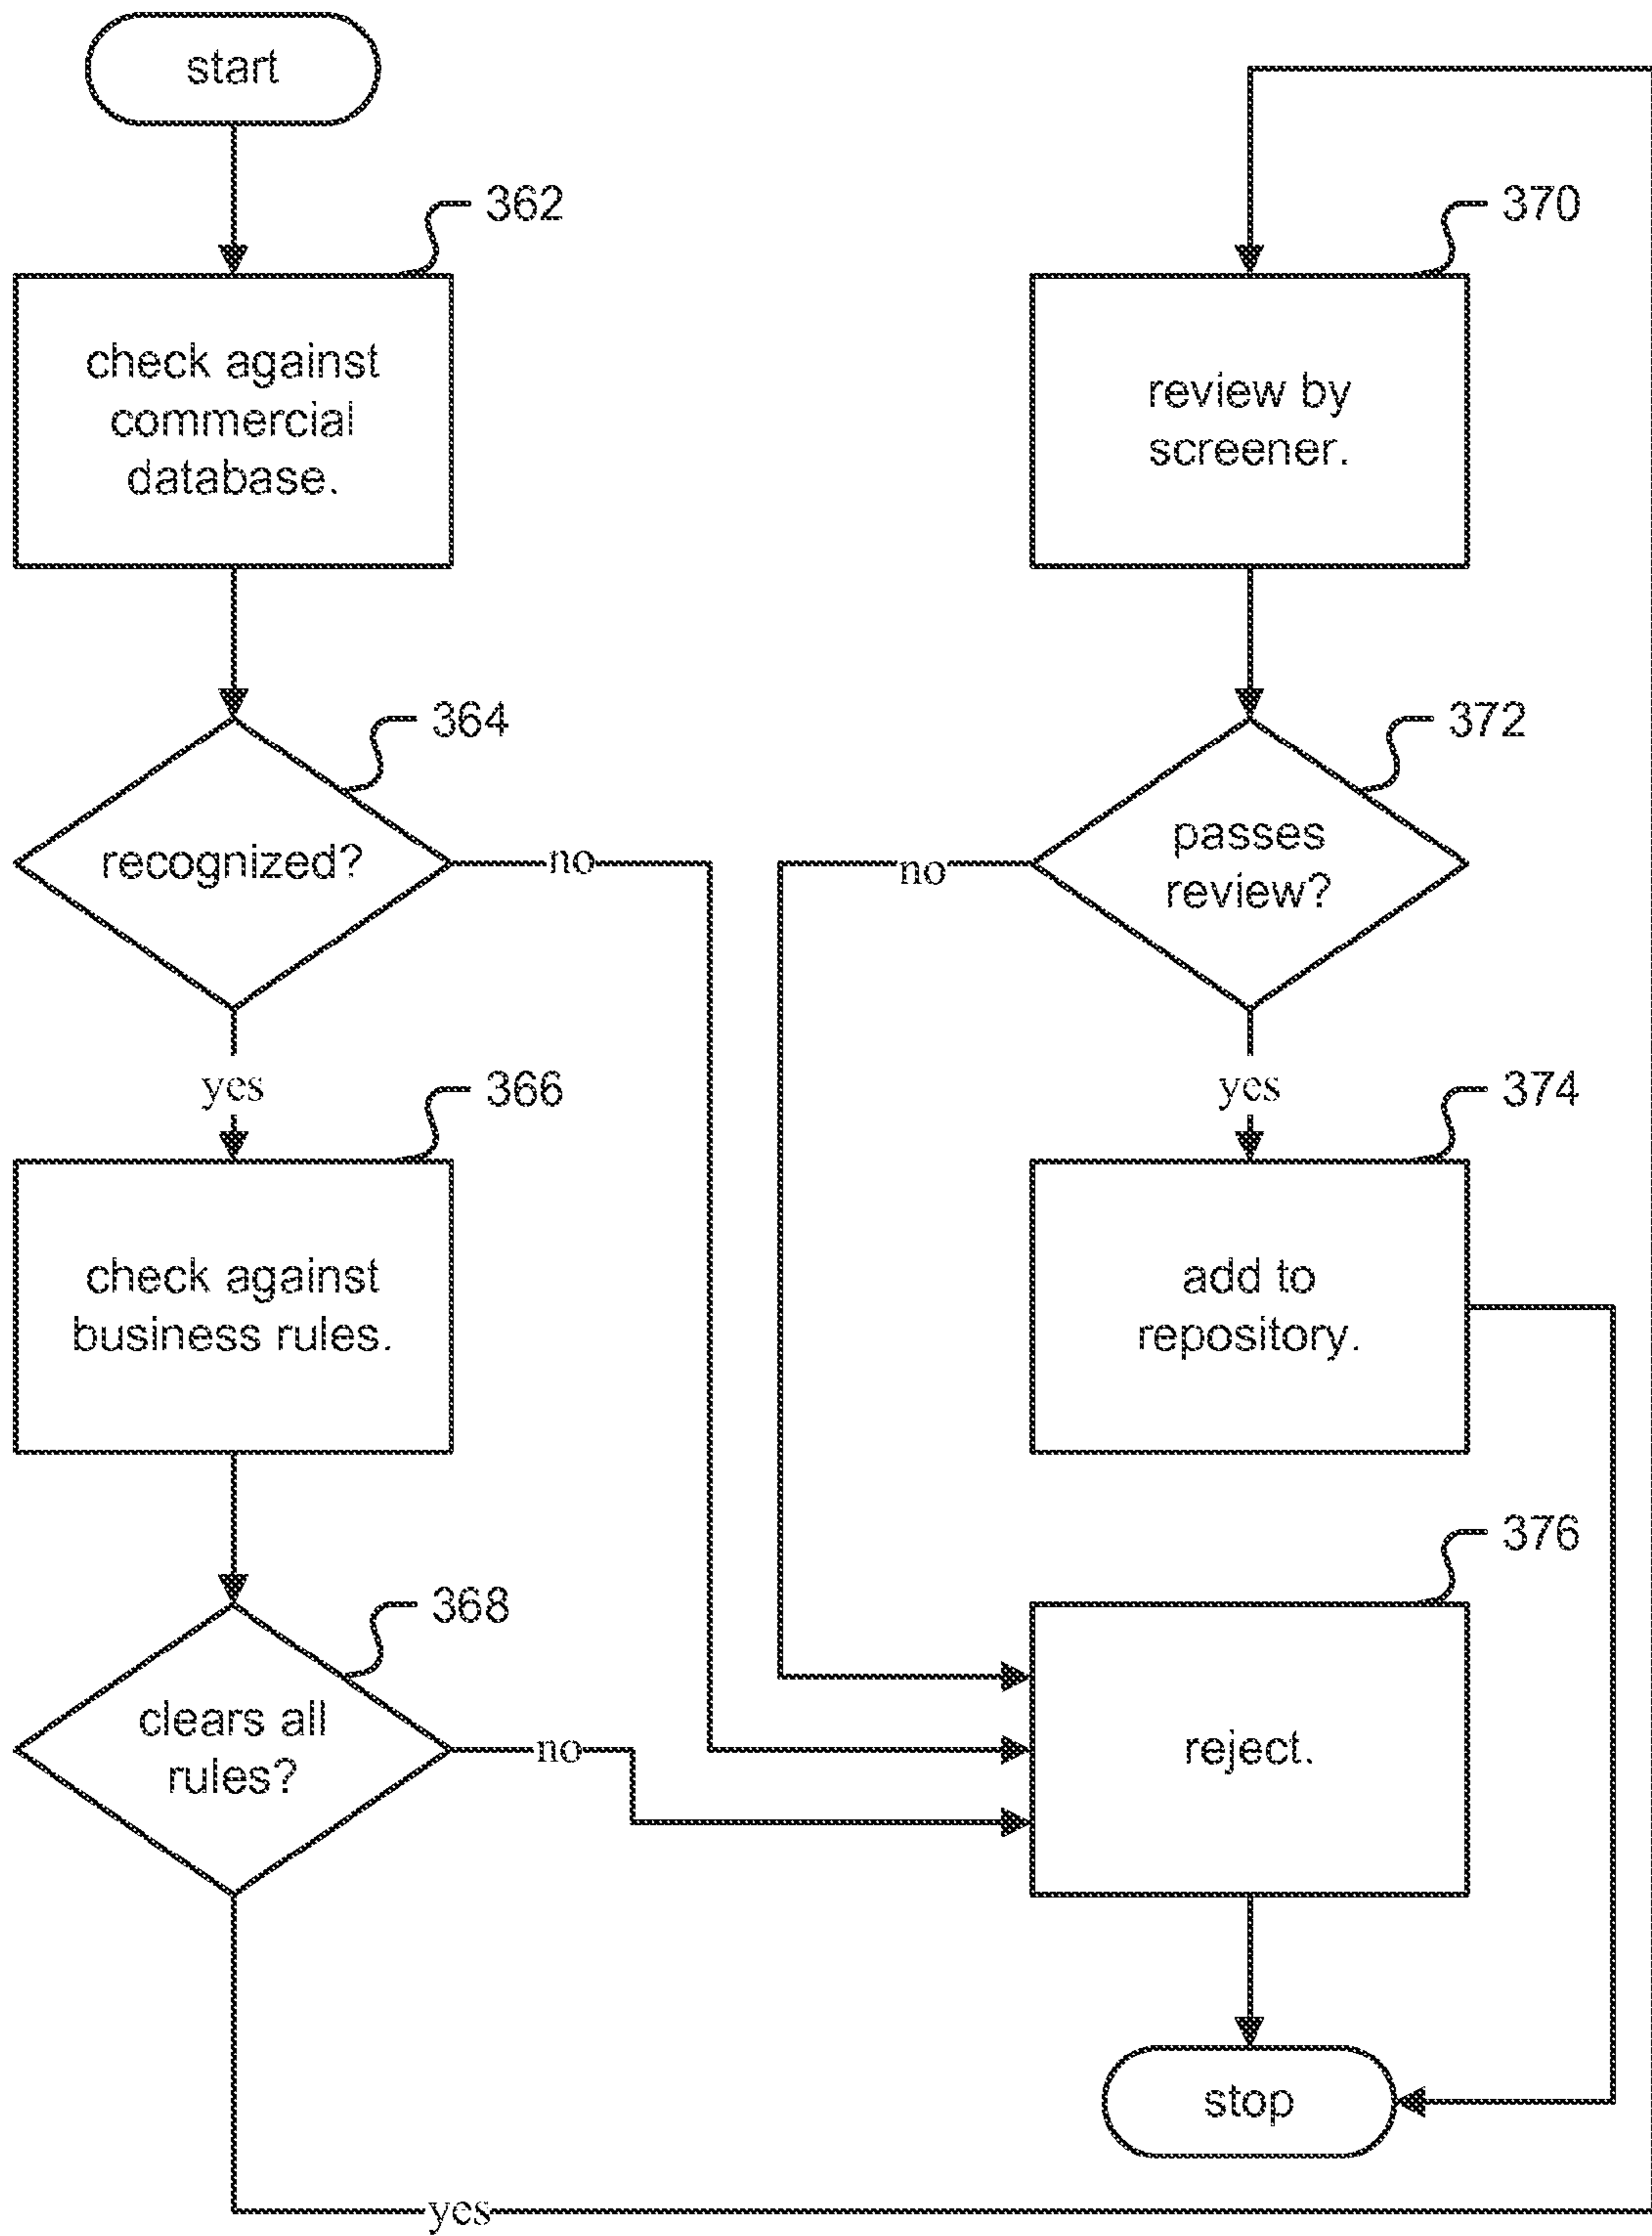 start
362
check against
commercial
database.
364
recognized?
no
yes
366
check against
business rules.
368
clears all
rules?
no
yes
370
review by
screener.
372
passes
review?
no
yes
374
add to
repository.
376
reject.
stop